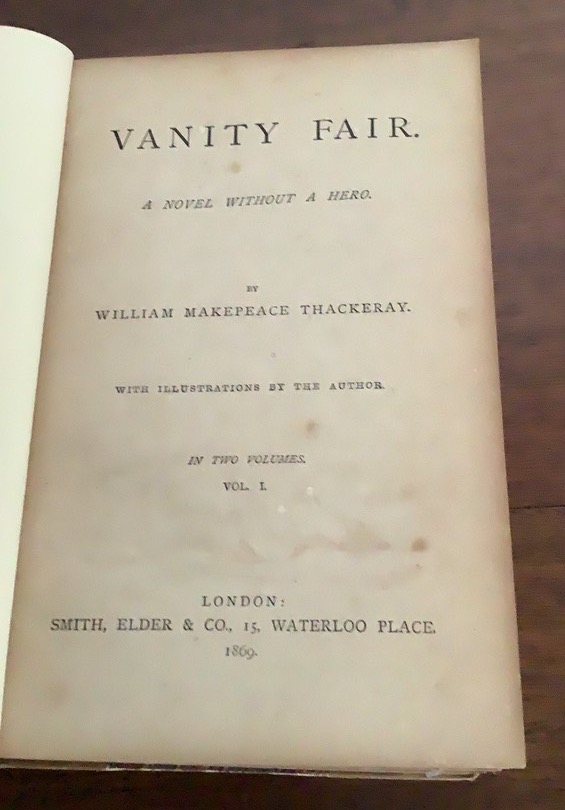 VANITY FAIR.
A NOVEL WITHOUT A HERO.
BY
WILLIAM MAKEPEACE THACKERAY.
WITH ILLUSTRATIONS BY THE AUTHOR.
IN TWO VOLUMES.
VOL. I.
LONDON:
SMITH, ELDER & CO., 15, WATERLOO PLACE.
1869.